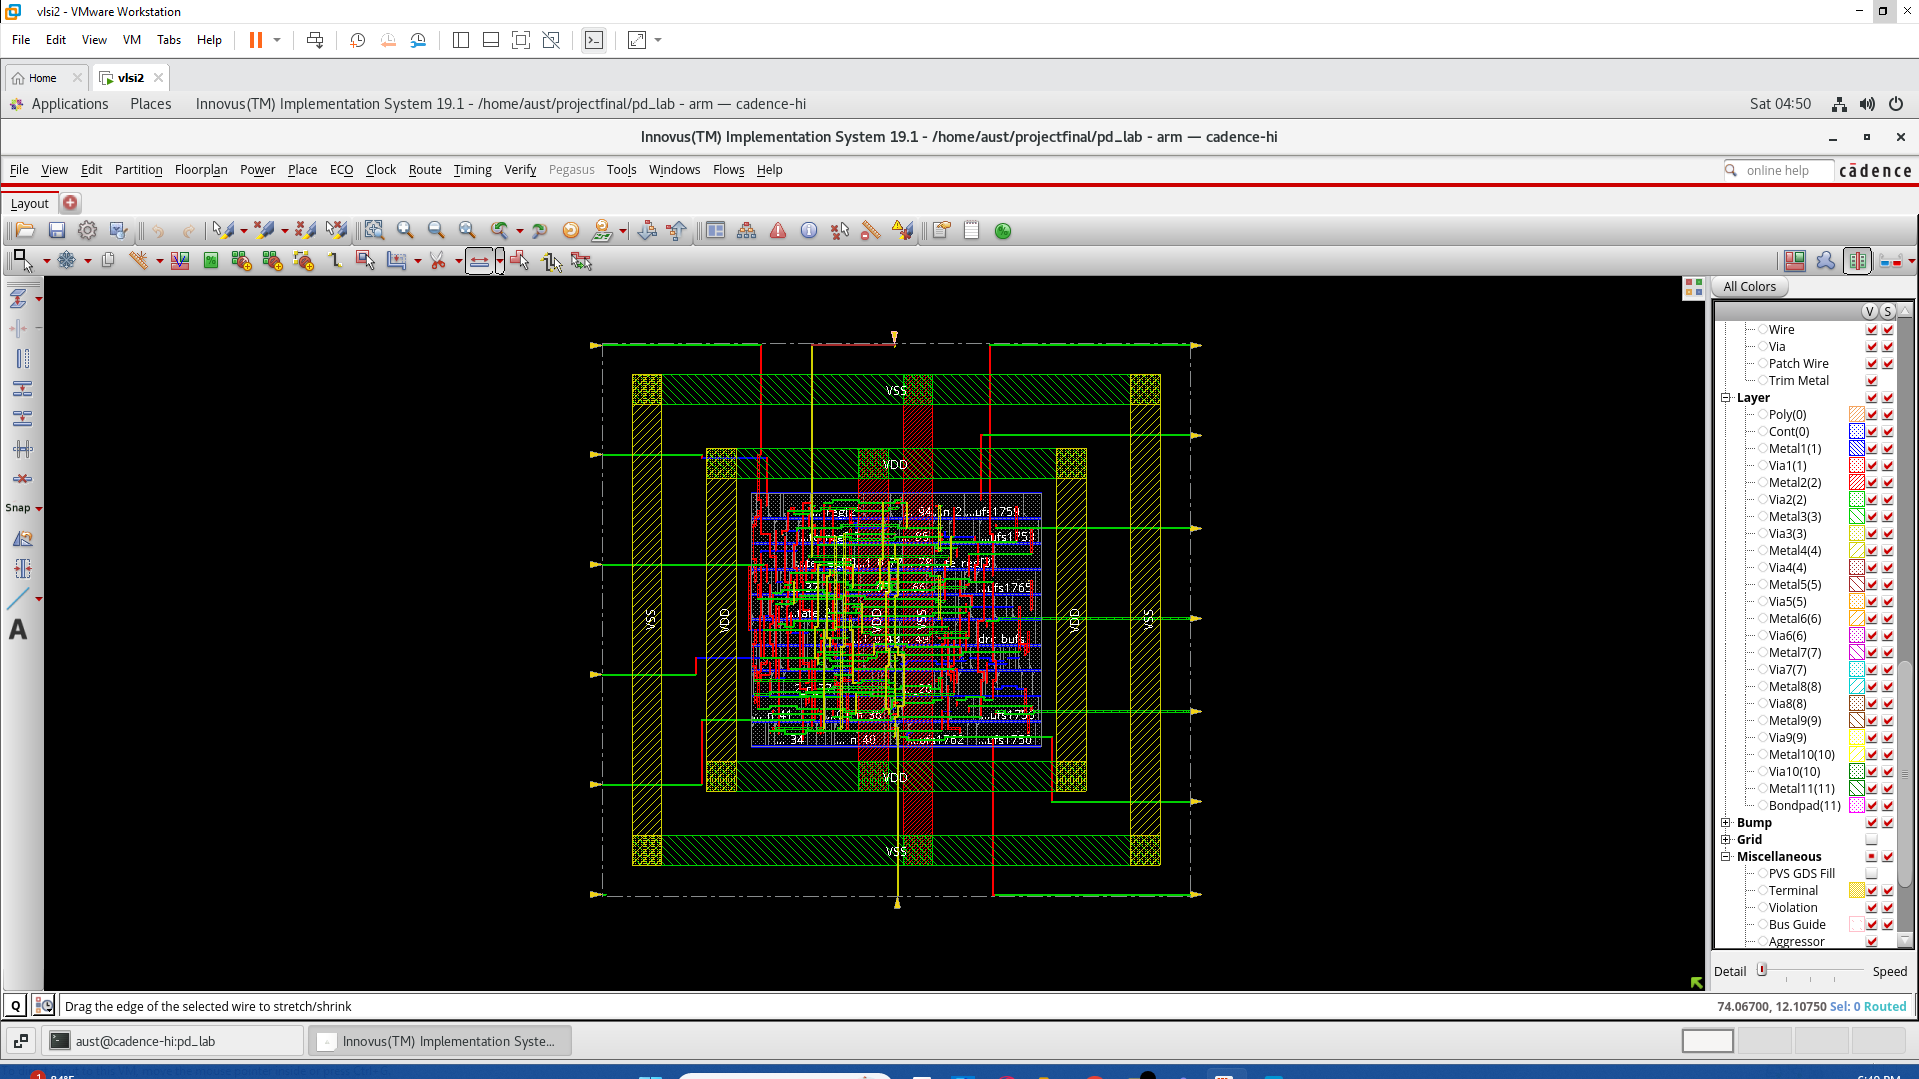 vlsi2 - VMware Workstation
File Edit View VM Tabs Help
Home vlsi2
Applications Places Innovus(TM) Implementation System 19.1 - /home/aust/projectfinal/pd_lab - arm — cadence-hi Sat 04:50
Innovus(TM) Implementation System 19.1 - /home/aust/projectfinal/pd_lab - arm — cadence-hi
File View Edit Partition Floorplan Power Place ECO Clock Route Timing Verify Pegasus Tools Windows Flows Help online help cādence
Layout
All Colors
V S
Wire
Via
Patch Wire
Trim Metal
Layer
Poly(0)
Cont(0)
Metal1(1)
Via1(1)
Metal2(2)
Via2(2)
Metal3(3)
Via3(3)
Metal4(4)
Via4(4)
Metal5(5)
Via5(5)
Metal6(6)
Via6(6)
Metal7(7)
Via7(7)
Metal8(8)
Via8(8)
Metal9(9)
Via9(9)
Metal10(10)
Via10(10)
Metal11(11)
Bondpad(11)
Bump
Grid
Miscellaneous
PVS GDS Fill
Terminal
Violation
Bus Guide
Aggressor
Detail Speed
Snap
A
VSS
VDD
...ufs1759
...ufs1765
VSS VDD VDD VSS VDD VSS
drc_bufs
...34 ...n_40 ...ufs1762 ...ufs1750
VDD
VSS
Q Drag the edge of the selected wire to stretch/shrink 74.06700, 12.10750 Sel: 0 Routed
aust@cadence-hi:pd_lab Innovus(TM) Implementation Syste...